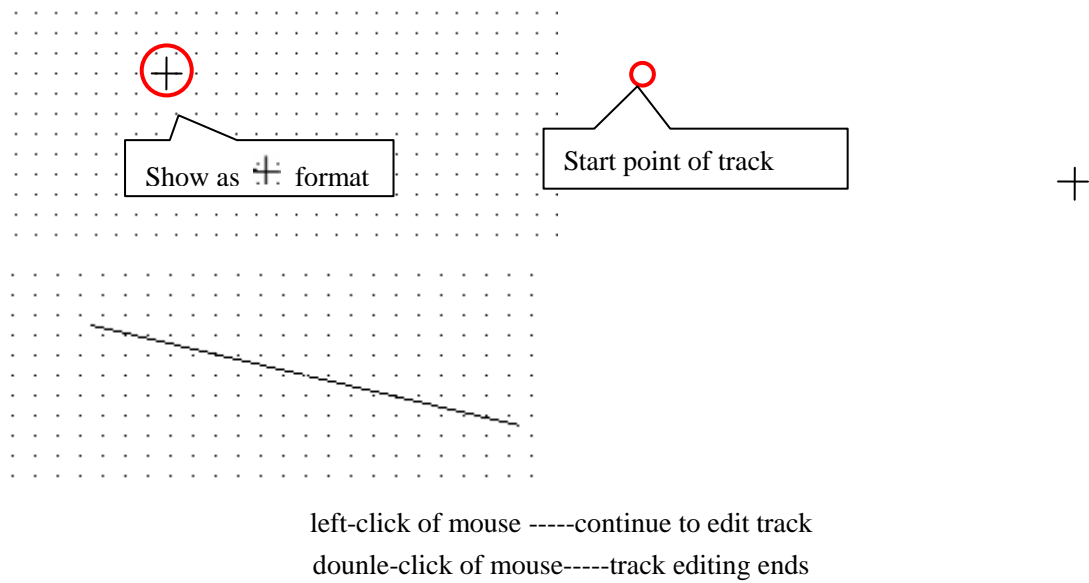 Show as + format
Start point of track
left-click of mouse -----continue to edit track
dounle-click of mouse-----track editing ends